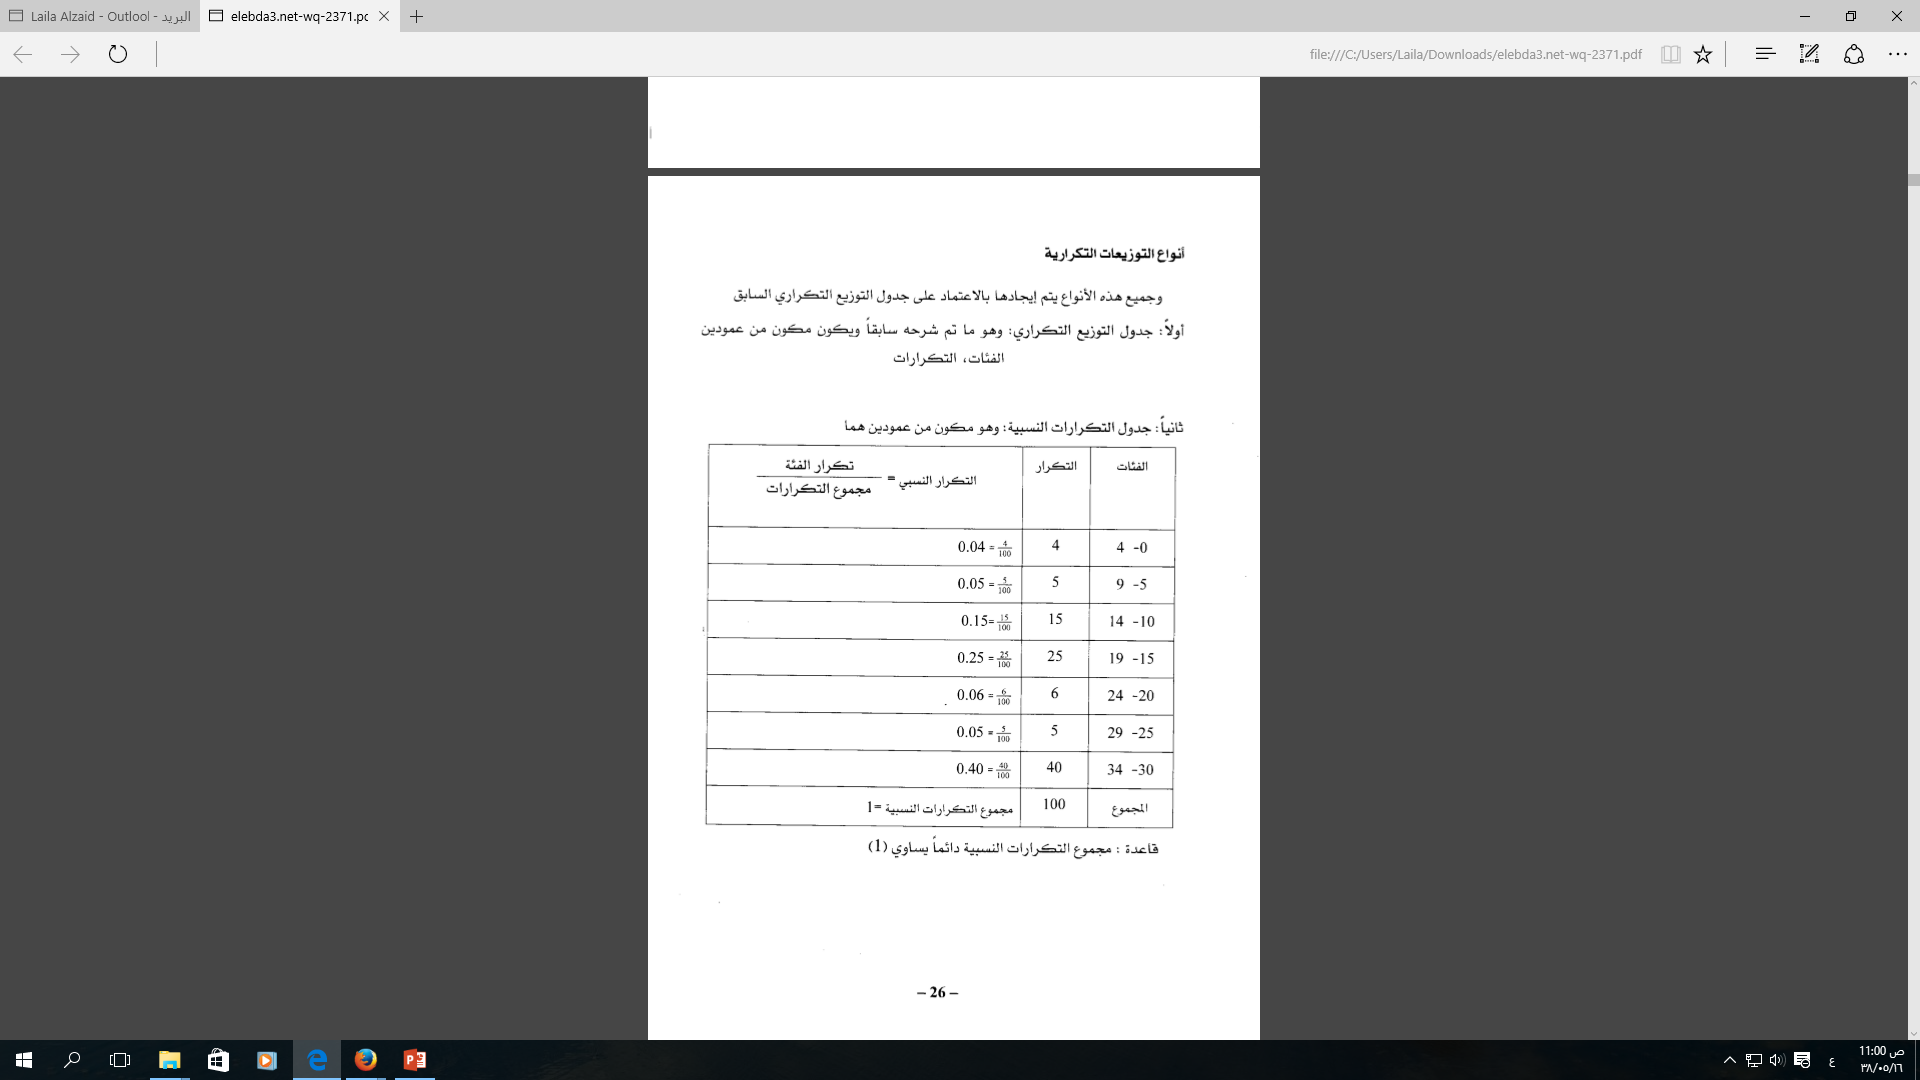 Laila Alzaid - Outlool - البريد
elebda3.net-wq-2371.pc
file:///C:/Users/Laila/Downloads/elebda3.net-wq-2371.pdf
أنواع التوزيعات التكرارية
وجميع هذه الأنواع يتم إيجادها بالاعتماد على جدول التوزيع التكراري السابق
أولاً: جدول التوزيع التكراري: وهو ما تم شرحه سابقاً ويكون مكون من عمودين
الفئات، التكرارات
ثانياً: جدول التكرارات النسبية: وهو مكون من عمودين هما
الفئات التكرار التكرار النسبي = تكرار الفئة / مجموع التكرارات
4 -0 4 0.04 = 4/100
9 -5 5 0.05 = 5/100
14 -10 15 0.15= 15/100
19 -15 25 0.25 = 25/100
24 -20 6 0.06 = 6/100
29 -25 5 0.05 = 5/100
34 -30 40 0.40 = 40/100
المجموع 100 مجموع التكرارات النسبية =1
قاعدة : مجموع التكرارات النسبية دائماً يساوي (1)
– 26 –
ع
11:00 ص
٣٨/٠٥/١٦